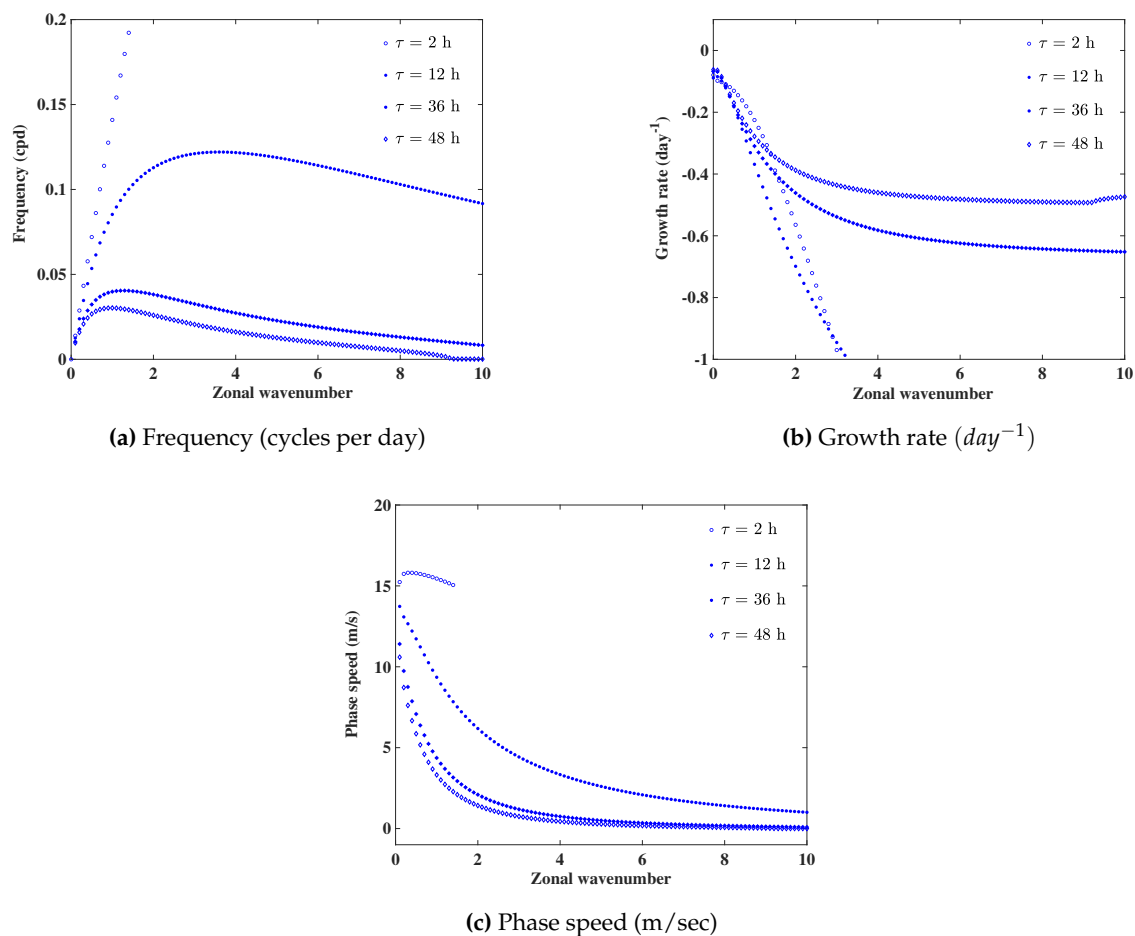 0.2
0.15
0.1
0.05
0
Frequency (cpd)
τ = 2 h
τ = 12 h
τ = 36 h
τ = 48 h
0 2 4 6 8 10
Zonal wavenumber
(a) Frequency (cycles per day)
0
-0.2
-0.4
-0.6
-0.8
-1
Growth rate (day⁻¹)
τ = 2 h
τ = 12 h
τ = 36 h
τ = 48 h
0 2 4 6 8 10
Zonal wavenumber
(b) Growth rate (day⁻¹)
20
15
10
5
0
Phase speed (m/s)
τ = 2 h
τ = 12 h
τ = 36 h
τ = 48 h
0 2 4 6 8 10
Zonal wavenumber
(c) Phase speed (m/sec)